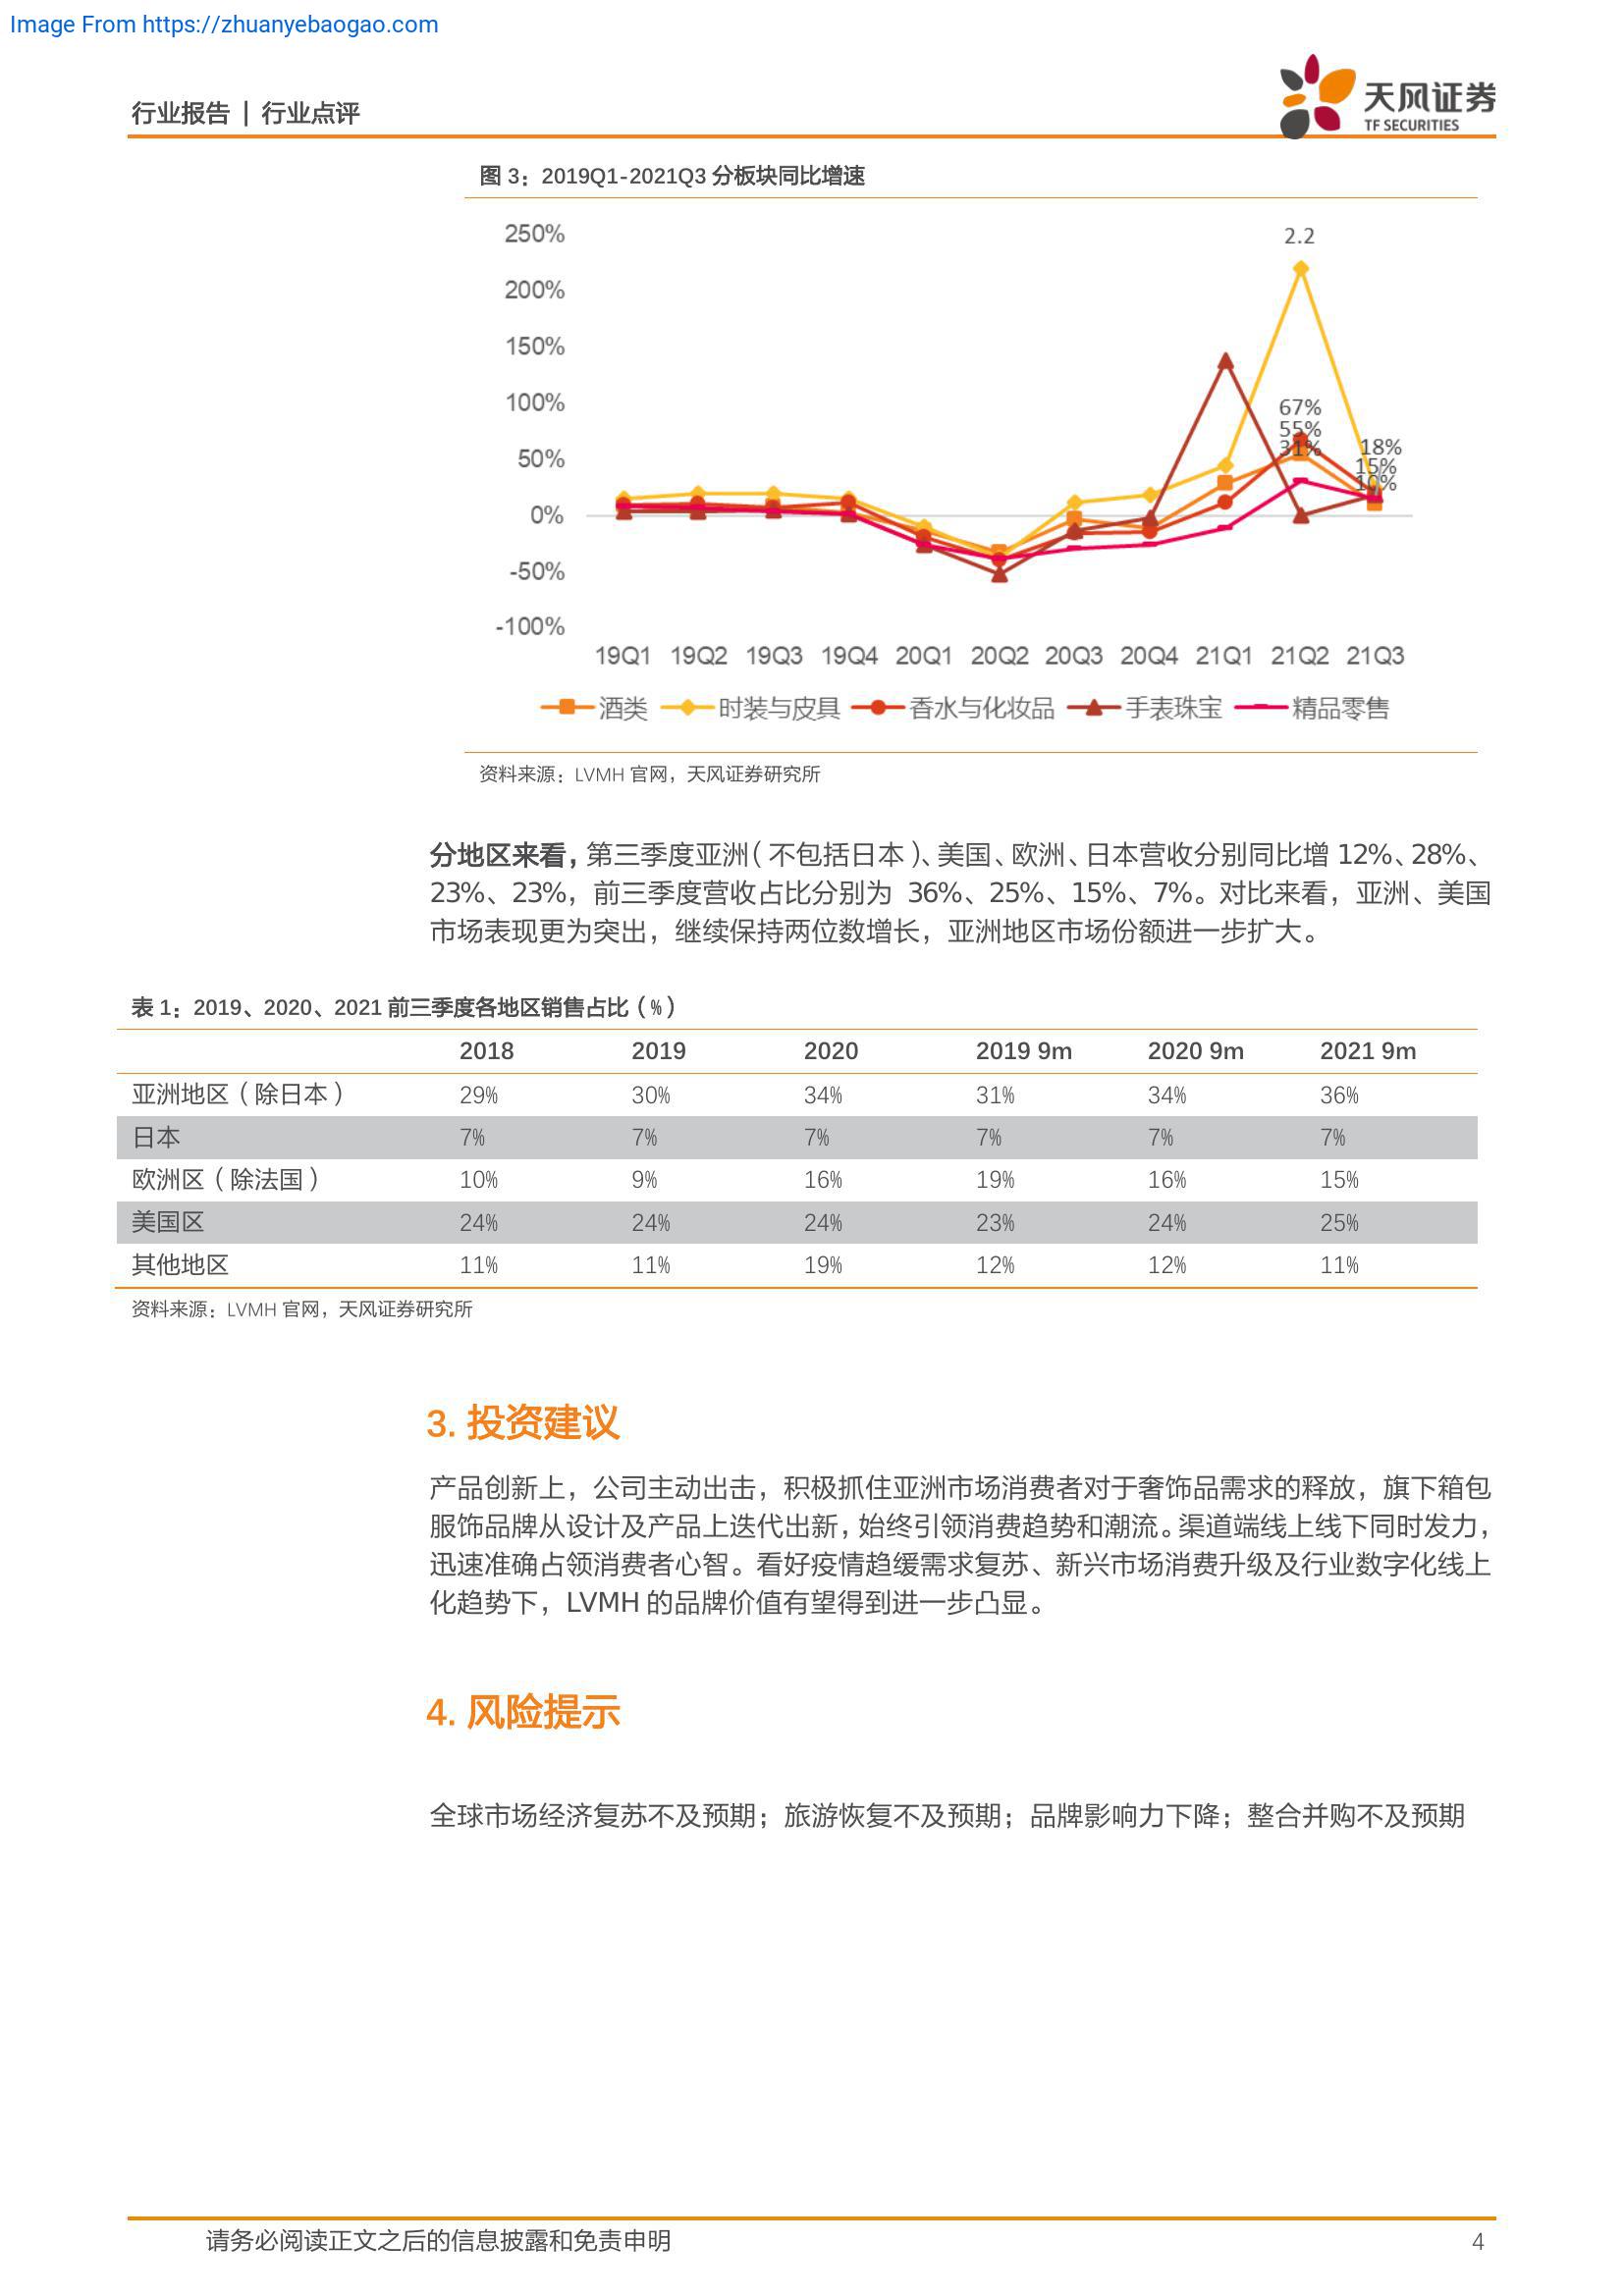 Image From https://zhuanyebaogao.com
行业报告 | 行业点评
天风证券
TF SECURITIES
图 3：2019Q1-2021Q3 分板块同比增速
250%
200%
150%
100%
50%
0%
-50%
-100%
2.2
67%
55%
31%
18%
15%
10%
19Q1 19Q2 19Q3 19Q4 20Q1 20Q2 20Q3 20Q4 21Q1 21Q2 21Q3
酒类 时装与皮具 香水与化妆品 手表珠宝 精品零售
资料来源：LVMH 官网，天风证券研究所
分地区来看，第三季度亚洲（不包括日本）、美国、欧洲、日本营收分别同比增 12%、28%、
23%、23%，前三季度营收占比分别为 36%、25%、15%、7%。对比来看，亚洲、美国
市场表现更为突出，继续保持两位数增长，亚洲地区市场份额进一步扩大。
表 1：2019、2020、2021 前三季度各地区销售占比（%）
2018 2019 2020 2019 9m 2020 9m 2021 9m
亚洲地区（除日本） 29% 30% 34% 31% 34% 36%
日本 7% 7% 7% 7% 7% 7%
欧洲区（除法国） 10% 9% 16% 19% 16% 15%
美国区 24% 24% 24% 23% 24% 25%
其他地区 11% 11% 19% 12% 12% 11%
资料来源：LVMH 官网，天风证券研究所
3. 投资建议
产品创新上，公司主动出击，积极抓住亚洲市场消费者对于奢饰品需求的释放，旗下箱包
服饰品牌从设计及产品上迭代出新，始终引领消费趋势和潮流。渠道端线上线下同时发力，
迅速准确占领消费者心智。看好疫情趋缓需求复苏、新兴市场消费升级及行业数字化线上
化趋势下，LVMH 的品牌价值有望得到进一步凸显。
4. 风险提示
全球市场经济复苏不及预期；旅游恢复不及预期；品牌影响力下降；整合并购不及预期
请务必阅读正文之后的信息披露和免责申明 4